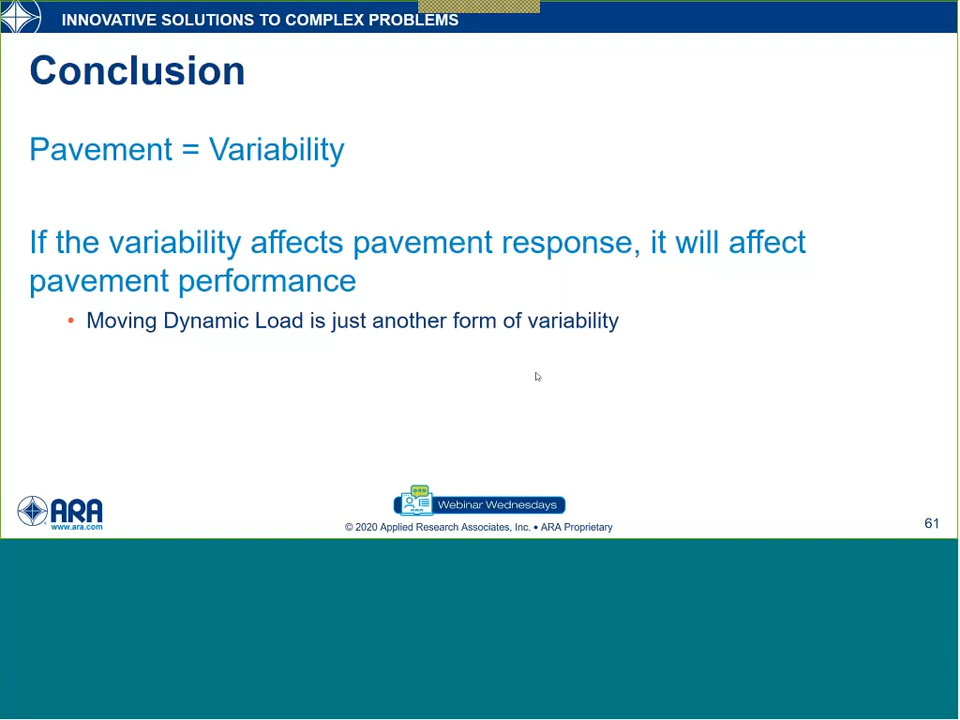 INNOVATIVE SOLUTIONS TO COMPLEX PROBLEMS
Conclusion
Pavement = Variability
If the variability affects pavement response, it will affect
pavement performance
• Moving Dynamic Load is just another form of variability
ARA
www.ara.com
Webinar Wednesdays
© 2020 Applied Research Associates, Inc. • ARA Proprietary
61